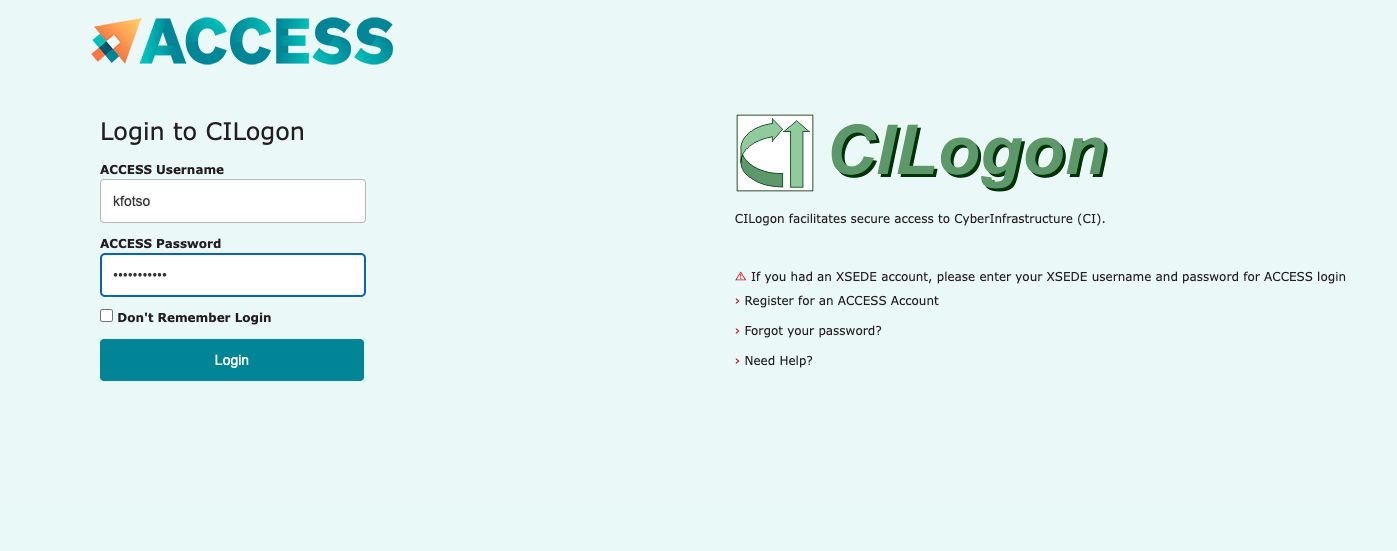 ACCESS
Login to CILogon
ACCESS Username
kfotso
ACCESS Password
•••••••••••
Don't Remember Login
Login
CILogon
CILogon facilitates secure access to CyberInfrastructure (CI).
⚠ If you had an XSEDE account, please enter your XSEDE username and password for ACCESS login
› Register for an ACCESS Account
› Forgot your password?
› Need Help?